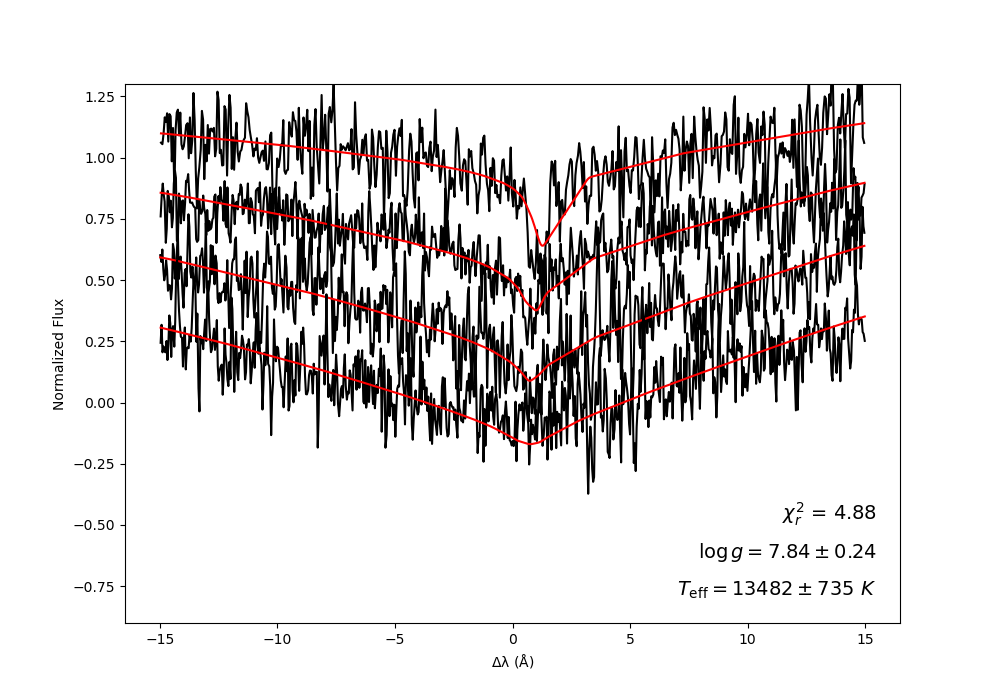 1.25
1.00
0.75
0.50
0.25
0.00
−0.25
−0.50
−0.75
Normalized Flux
χ²ᵣ = 4.88
log g = 7.84 ± 0.24
T_eff = 13482 ± 735 K
−15 −10 −5 0 5 10 15
Δλ (Å)